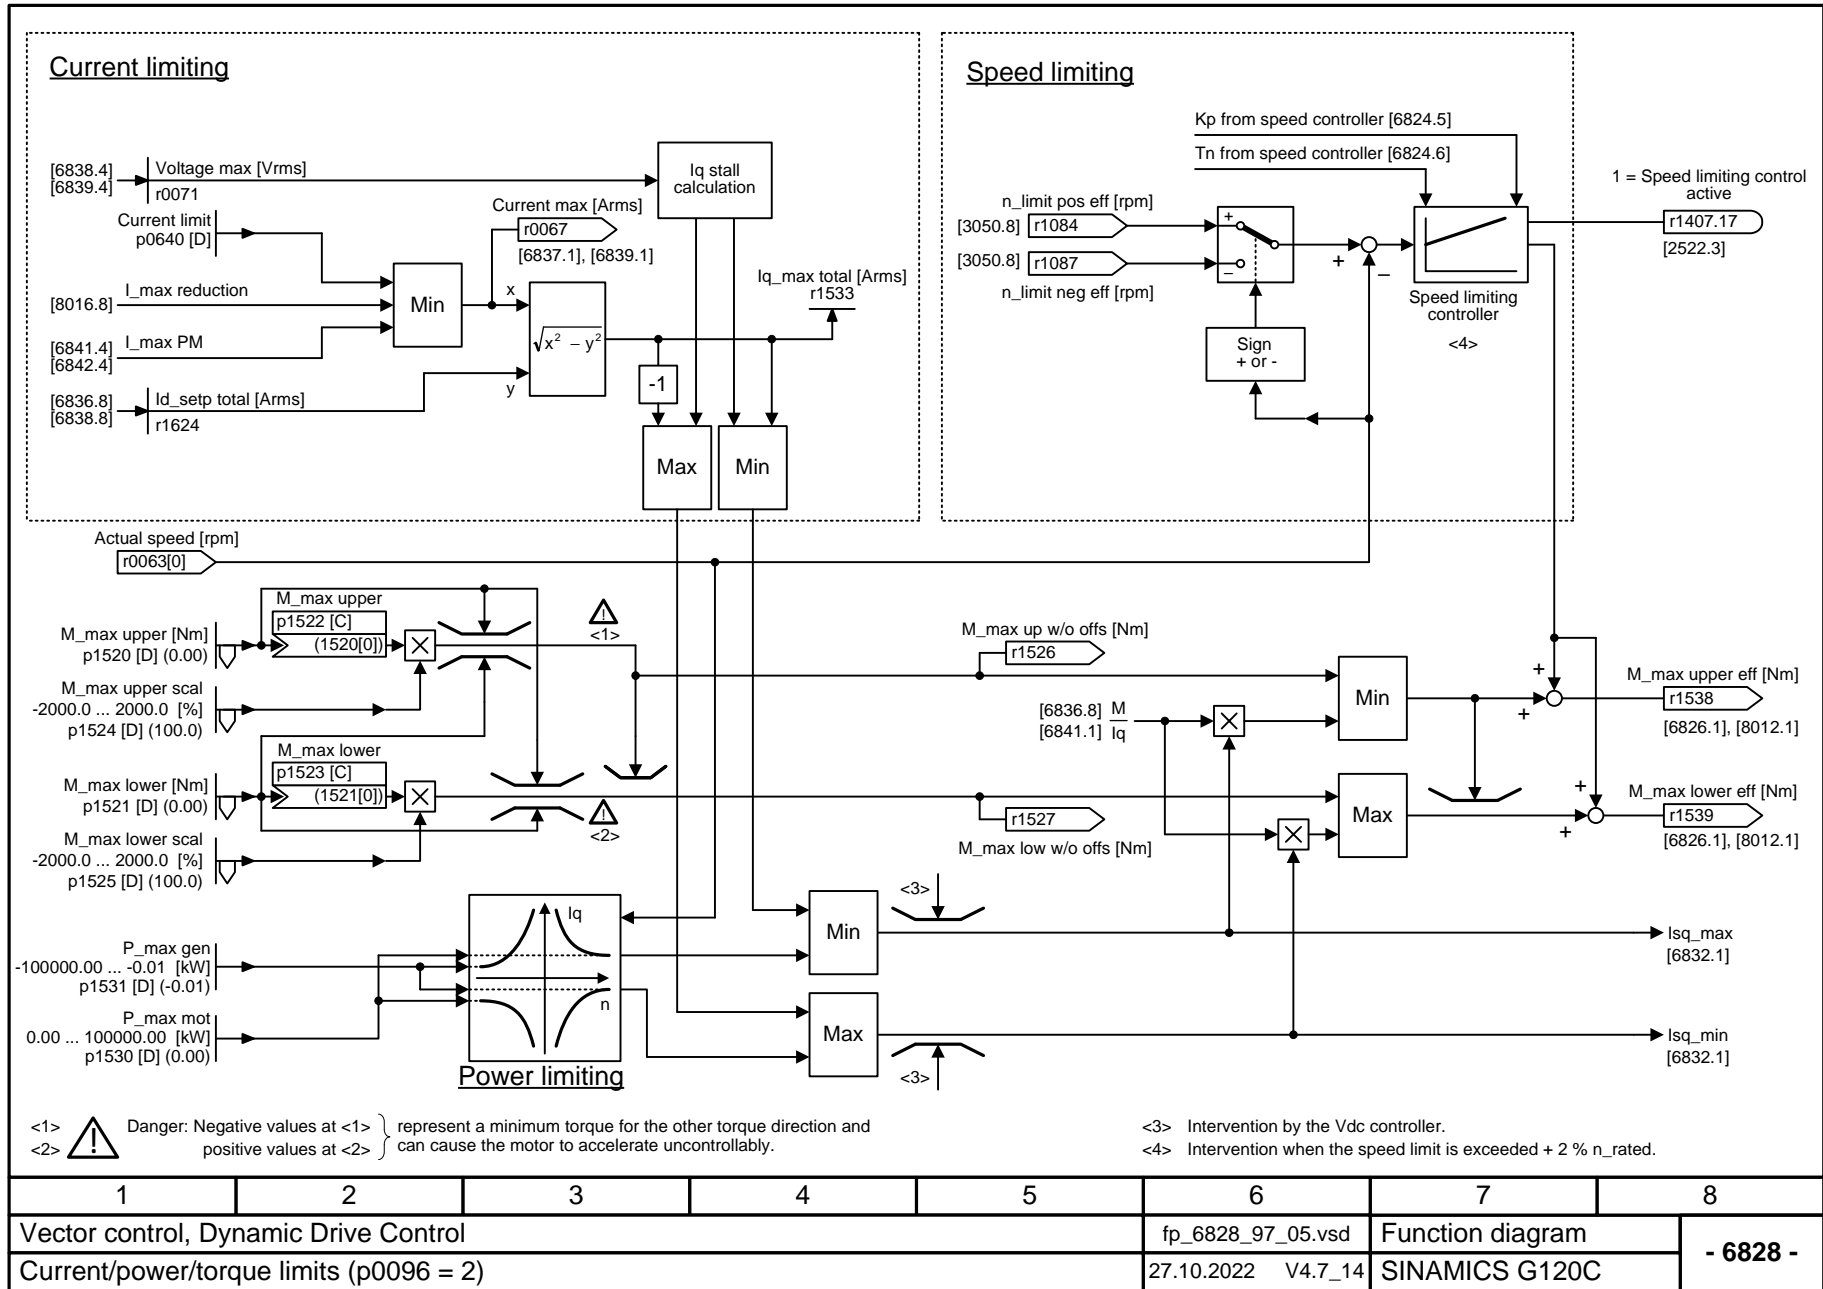 Current limiting
[6838.4]
[6839.4]
Voltage max [Vrms]
r0071
Current limit
p0640 [D]
[8016.8]
I_max reduction
[6841.4]
[6842.4]
I_max PM
[6836.8]
[6838.8]
Id_setp total [Arms]
r1624
Min
Current max [Arms]
r0067
[6837.1], [6839.1]
x
y
√x² – y²
Iq stall
calculation
Iq_max total [Arms]
r1533
-1
Max
Min
Speed limiting
Kp from speed controller [6824.5]
Tn from speed controller [6824.6]
n_limit pos eff [rpm]
[3050.8]
r1084
[3050.8]
r1087
n_limit neg eff [rpm]
+
–
Sign
+ or -
+
–
Speed limiting
controller
<4>
1 = Speed limiting control
active
r1407.17
[2522.3]
Actual speed [rpm]
r0063[0]
M_max upper [Nm]
p1520 [D] (0.00)
M_max upper
p1522 [C]
(1520[0])
M_max upper scal
-2000.0 ... 2000.0 [%]
p1524 [D] (100.0)
!
<1>
M_max lower [Nm]
p1521 [D] (0.00)
M_max lower
p1523 [C]
(1521[0])
M_max lower scal
-2000.0 ... 2000.0 [%]
p1525 [D] (100.0)
!
<2>
M_max up w/o offs [Nm]
r1526
[6836.8]
[6841.1]
M
Iq
r1527
M_max low w/o offs [Nm]
Min
Max
+
+
M_max upper eff [Nm]
r1538
[6826.1], [8012.1]
+
+
M_max lower eff [Nm]
r1539
[6826.1], [8012.1]
P_max gen
-100000.00 ... -0.01 [kW]
p1531 [D] (-0.01)
P_max mot
0.00 ... 100000.00 [kW]
p1530 [D] (0.00)
Iq
n
Power limiting
Min
Max
<3>
<3>
Isq_max
[6832.1]
Isq_min
[6832.1]
<1>
<2>
!
Danger: Negative values at <1>
positive values at <2>
represent a minimum torque for the other torque direction and
can cause the motor to accelerate uncontrollably.
<3> Intervention by the Vdc controller.
<4> Intervention when the speed limit is exceeded + 2 % n_rated.
1 2 3 4 5 6 7 8
Vector control, Dynamic Drive Control
fp_6828_97_05.vsd
Function diagram
- 6828 -
Current/power/torque limits (p0096 = 2)
27.10.2022 V4.7_14
SINAMICS G120C